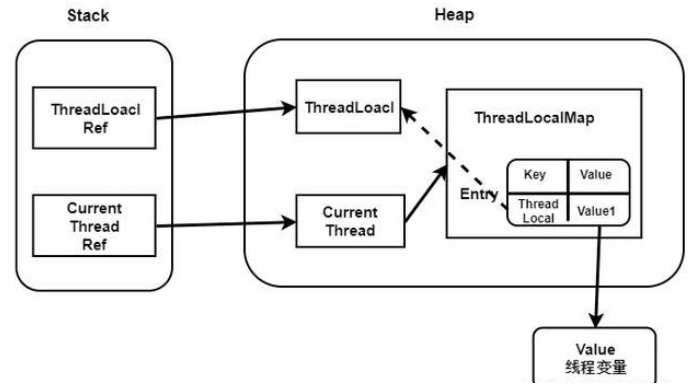 Stack
Heap
ThreadLoacl
Ref
ThreadLoacl
ThreadLocalMap
Key
Value
Entry
Thread
Local
Value1
Current
Thread
Ref
Current
Thread
Value
线程变量